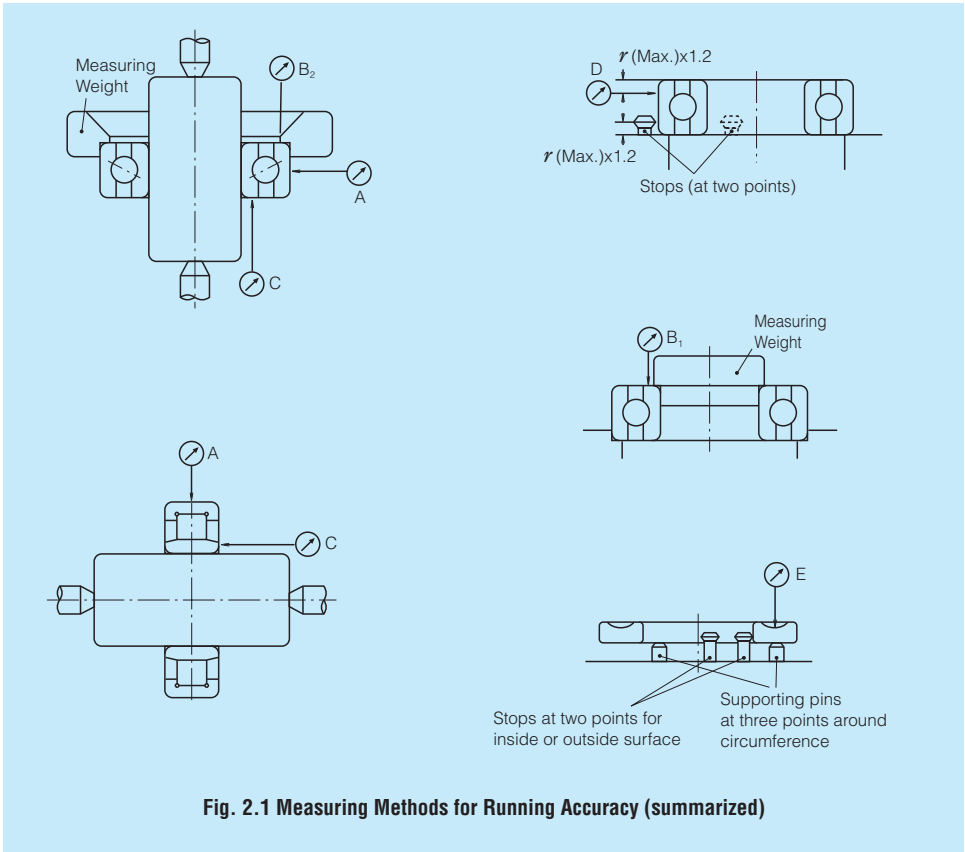 Measuring
Weight
B₂
A
C
D
r (Max.)x1.2
r (Max.)x1.2
Stops (at two points)
B₁
Measuring
Weight
A
C
E
Stops at two points for
inside or outside surface
Supporting pins
at three points around
circumference
Fig. 2.1 Measuring Methods for Running Accuracy (summarized)